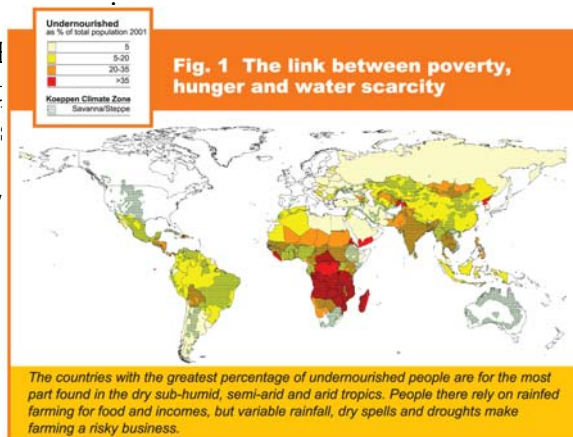 Undernourished
as % of total population 2001
5
5-20
20-35
>35
Koeppen Climate Zone
Savanna/Steppe
Fig. 1 The link between poverty,
hunger and water scarcity
The countries with the greatest percentage of undernourished people are for the most
part found in the dry sub-humid, semi-arid and arid tropics. People there rely on rainfed
farming for food and incomes, but variable rainfall, dry spells and droughts make
farming a risky business.